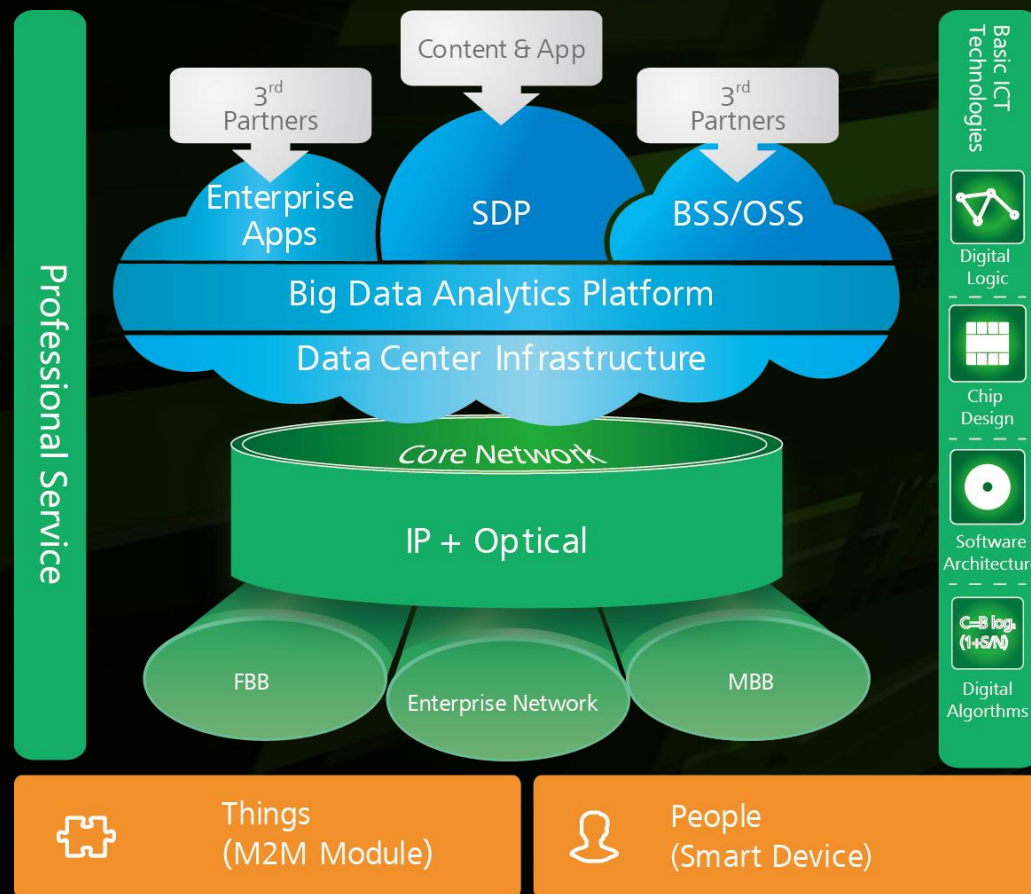 Content & App
3rd
Partners
3rd
Partners
Enterprise
Apps
SDP
BSS/OSS
Big Data Analytics Platform
Data Center Infrastructure
Core Network
IP + Optical
FBB
Enterprise Network
MBB
Professional Service
Basic ICT
Technologies
Digital
Logic
Chip
Design
Software
Architecture
C=B log₂
(1+S/N)
Digital
Algorthms
Things
(M2M Module)
People
(Smart Device)